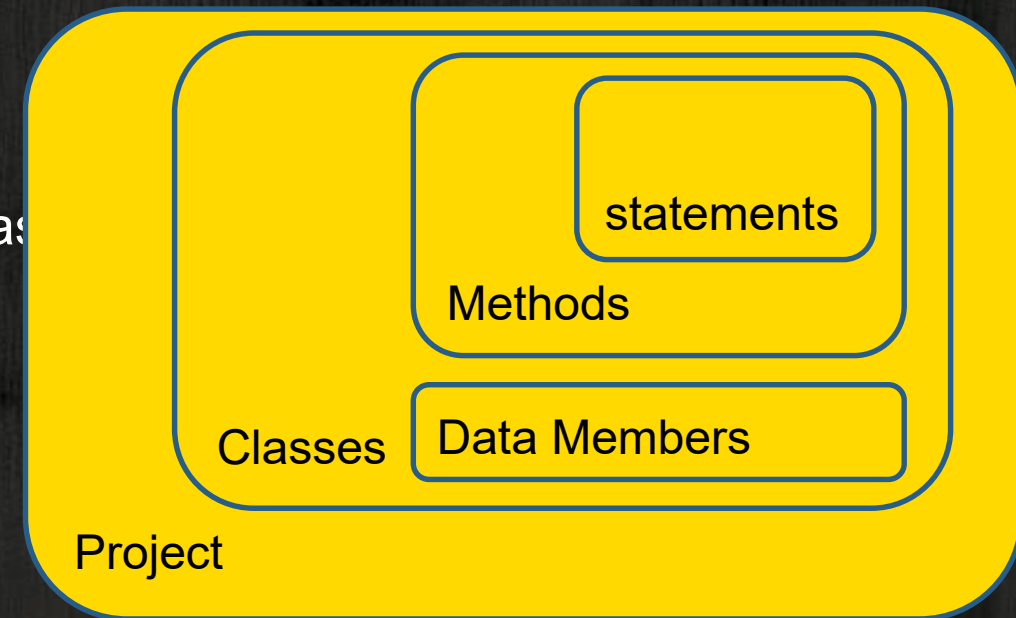 statements
Methods
Classes
Data Members
Project